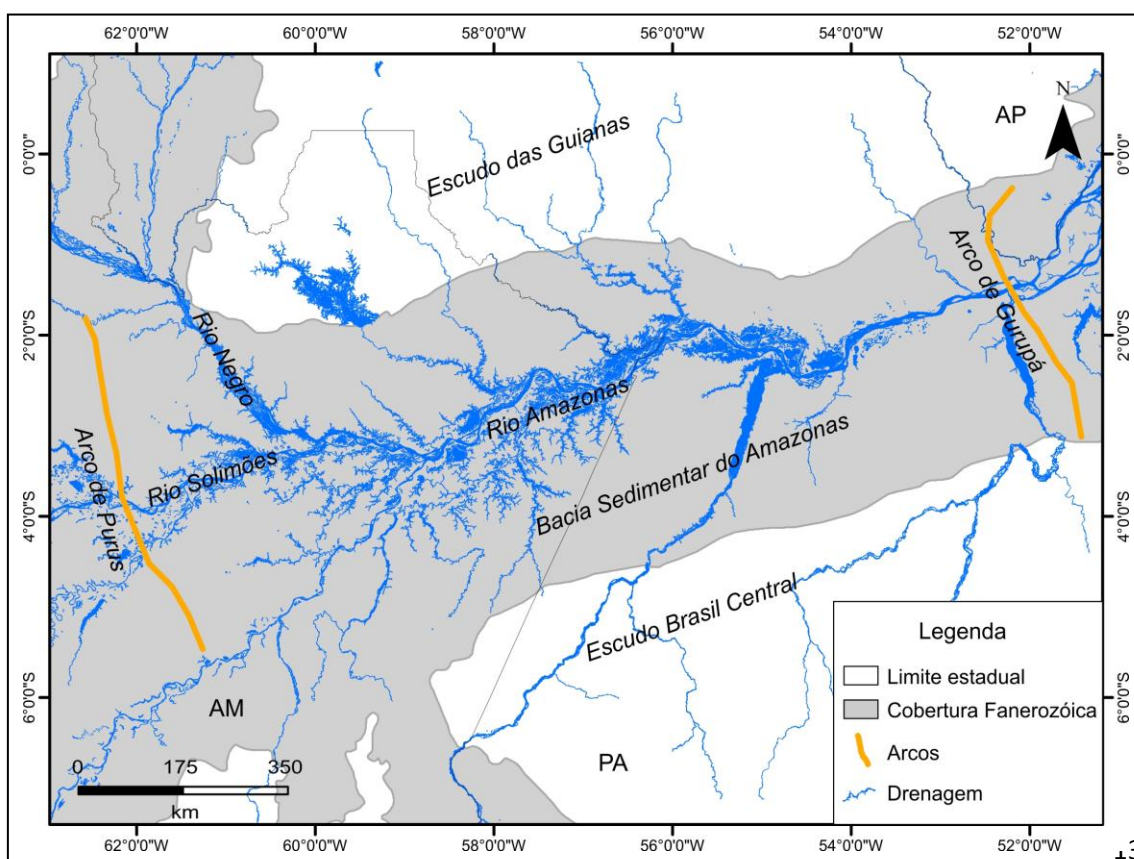 62°0'0"W 60°0'0"W 58°0'0"W 56°0'0"W 54°0'0"W 52°0'0"W
N
AP
0°0'0" 0°0'0"
Escudo das Guianas
Arco de Gurupá
2°0'0"S 2°0'0"S
Rio Negro
Rio Amazonas
Arco de Purus
Rio Solimões
Bacia Sedimentar do Amazonas
4°0'0"S 4°0'0"S
Escudo Brasil Central
Legenda
Limite estadual
Cobertura Fanerozóica
Arcos
Drenagem
6°0'0"S 6°0'0"S
AM
PA
0 175 350
km
62°0'0"W 60°0'0"W 58°0'0"W 56°0'0"W 54°0'0"W 52°0'0"W